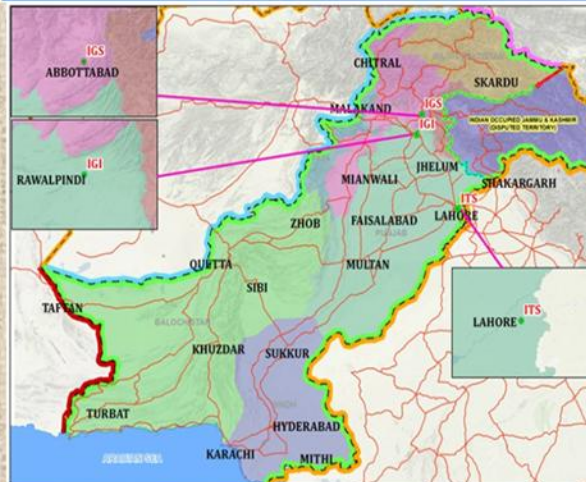 IGS
ABBOTTABAD
IGI
RAWALPINDI
CHITRAL
SKARDU
MALAKAND
IGS
IGI
INDIAN OCCUPIED JAMMU & KASHMIR
(DISPUTED TERRITORY)
JHELUM
MIANWALI
SHAKARGARH
ITS
LAHORE
FAISALABAD
PUNJAB
ZHOB
QUETTA
MULTAN
SIBI
TAFTAN
BALOCHISTAN
ITS
LAHORE
KHUZDAR
SUKKUR
SINDH
TURBAT
HYDERABAD
KARACHI
MITHI
ARABIAN SEA